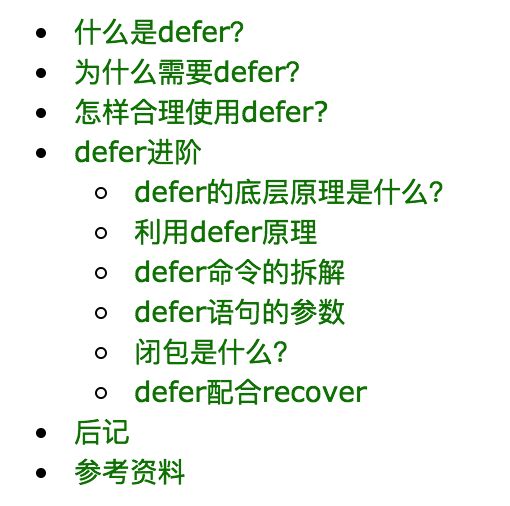 什么是defer?
为什么需要defer?
怎样合理使用defer?
defer进阶
defer的底层原理是什么?
利用defer原理
defer命令的拆解
defer语句的参数
闭包是什么?
defer配合recover
后记
参考资料